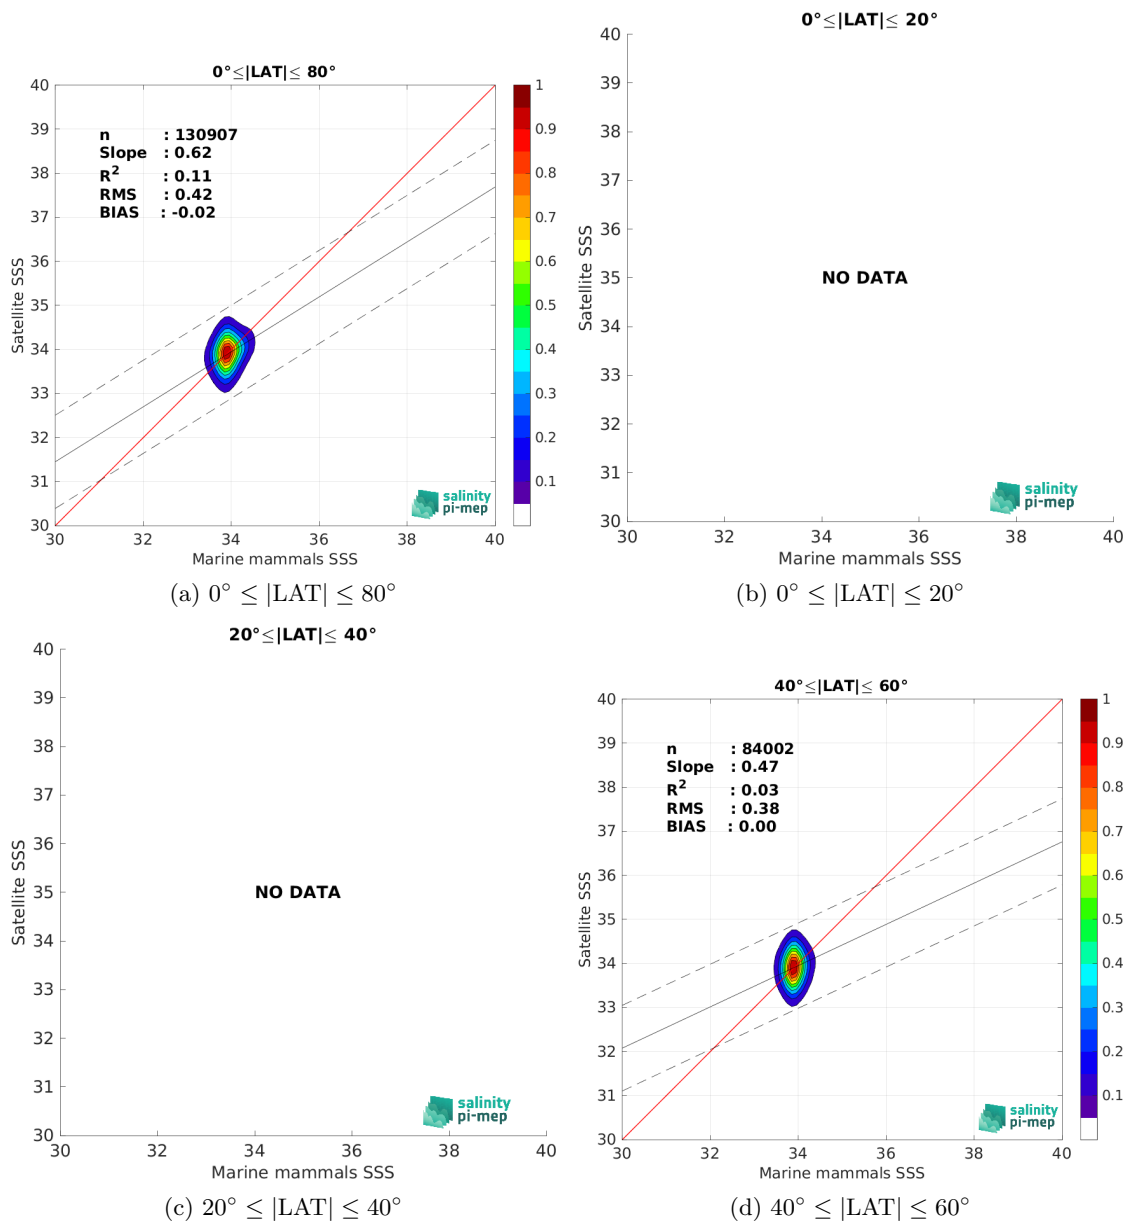 0°≤|LAT|≤ 80°
40
39
38
37
36
35
34
33
32
31
30
Satellite SSS
n : 130907
Slope : 0.62
R² : 0.11
RMS : 0.42
BIAS : -0.02
salinity
pi-mep
30 32 34 36 38 40
Marine mammals SSS
1
0.9
0.8
0.7
0.6
0.5
0.4
0.3
0.2
0.1
(a) 0° ≤ |LAT| ≤ 80°
0°≤|LAT|≤ 20°
40
39
38
37
36
35
34
33
32
31
30
Satellite SSS
NO DATA
salinity
pi-mep
30 32 34 36 38 40
Marine mammals SSS
(b) 0° ≤ |LAT| ≤ 20°
20°≤|LAT|≤ 40°
40
39
38
37
36
35
34
33
32
31
30
Satellite SSS
NO DATA
salinity
pi-mep
30 32 34 36 38 40
Marine mammals SSS
(c) 20° ≤ |LAT| ≤ 40°
40°≤|LAT|≤ 60°
40
39
38
37
36
35
34
33
32
31
30
Satellite SSS
n : 84002
Slope : 0.47
R² : 0.03
RMS : 0.38
BIAS : 0.00
salinity
pi-mep
30 32 34 36 38 40
Marine mammals SSS
1
0.9
0.8
0.7
0.6
0.5
0.4
0.3
0.2
0.1
(d) 40° ≤ |LAT| ≤ 60°